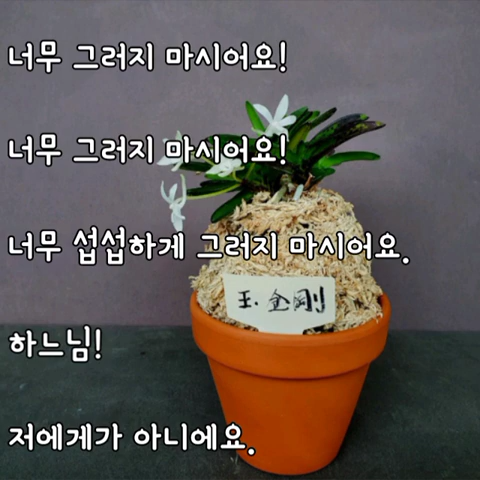 너무 그러지 마시어요!
너무 그러지 마시어요!
너무 섭섭하게 그러지 마시어요.
玉金剛
하느님!
저에게가 아니에요.